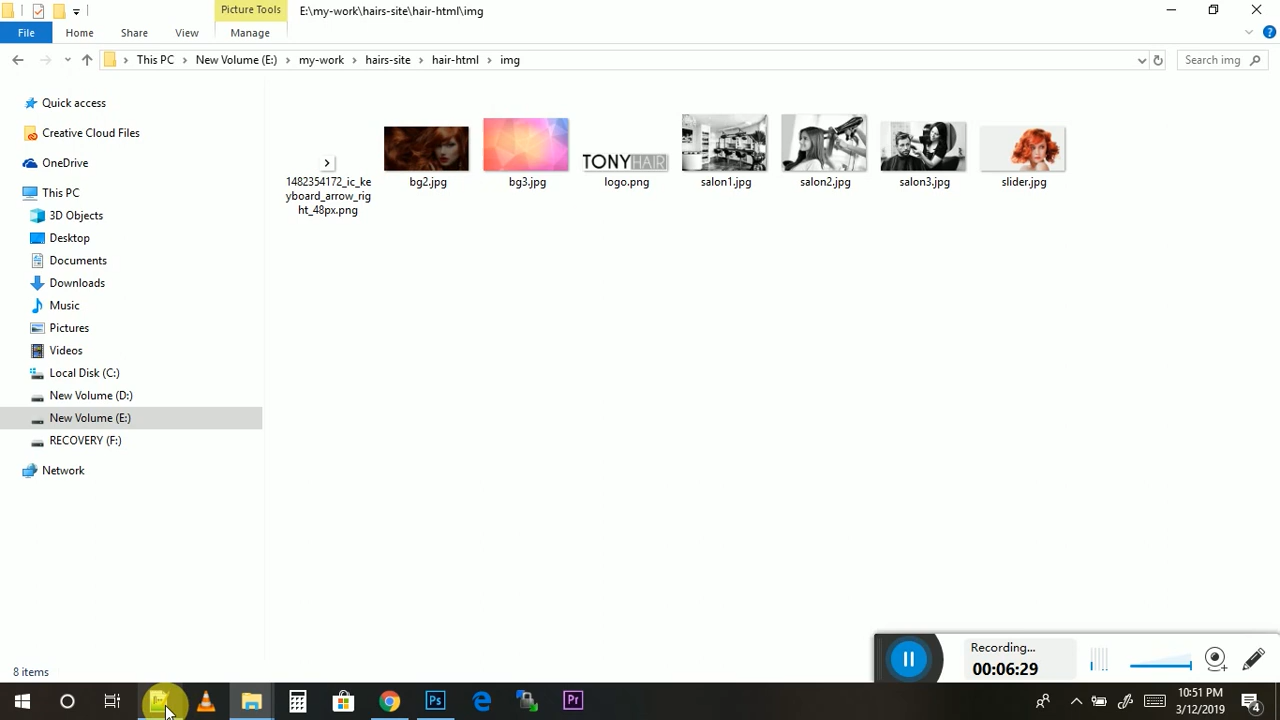 Picture Tools
E:\my-work\hairs-site\hair-html\img
File
Home
Share
View
Manage
This PC
New Volume (E:)
my-work
hairs-site
hair-html
img
Search img
Quick access
Creative Cloud Files
OneDrive
This PC
3D Objects
Desktop
Documents
Downloads
Music
Pictures
Videos
Local Disk (C:)
New Volume (D:)
New Volume (E:)
RECOVERY (F:)
Network
TONYHAIR
1482354172_ic_ke
yboard_arrow_rig
ht_48px.png
bg2.jpg
bg3.jpg
logo.png
salon1.jpg
salon2.jpg
salon3.jpg
slider.jpg
8 items
Recording...
00:06:29
Ps
Pr
10:51 PM
3/12/2019
4